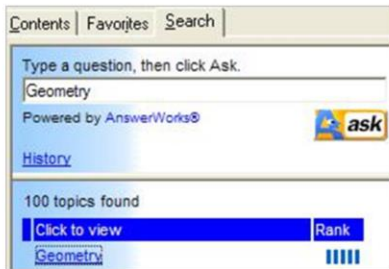 Contents Favorites Search
Type a question, then click Ask.
Geometry
Powered by AnswerWorks®
ask
History
100 topics found
Click to view Rank
Geometry